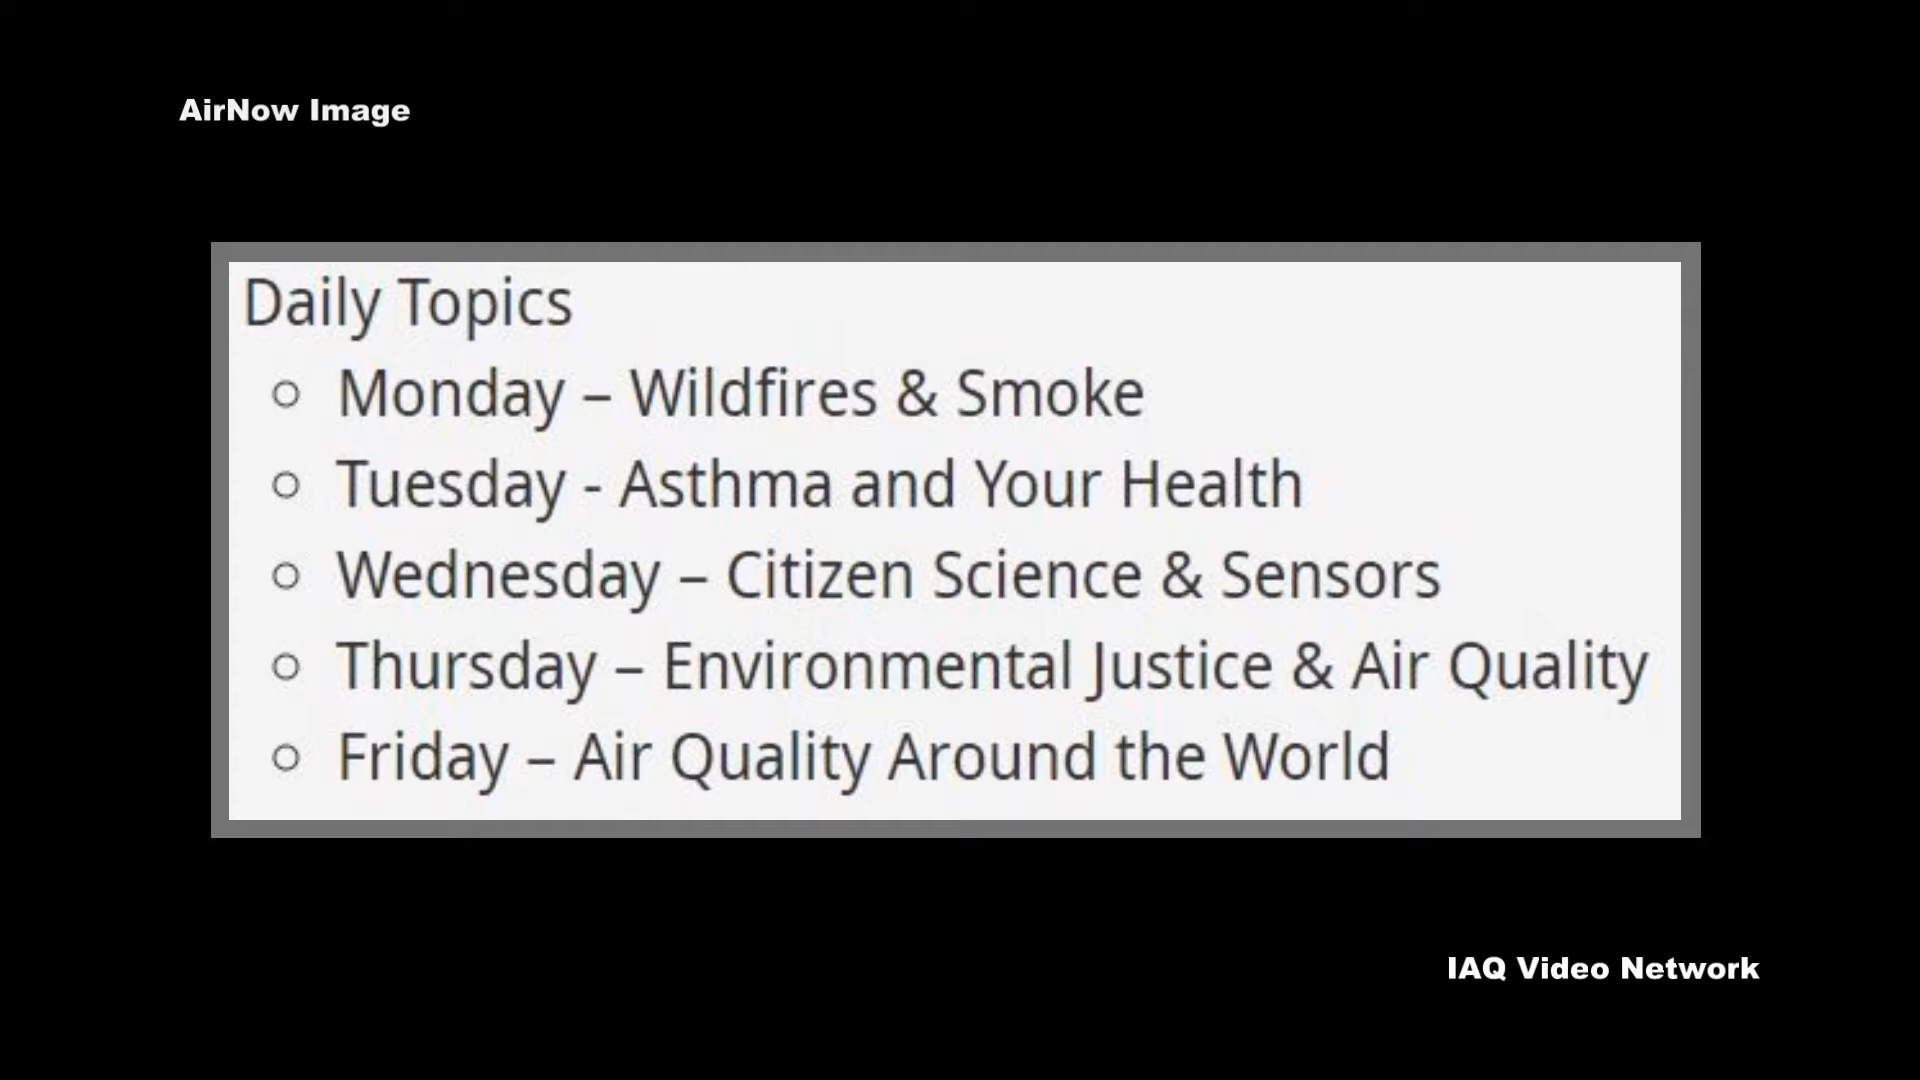 AirNow Image
Daily Topics
○ Monday – Wildfires & Smoke
○ Tuesday - Asthma and Your Health
○ Wednesday – Citizen Science & Sensors
○ Thursday – Environmental Justice & Air Quality
○ Friday – Air Quality Around the World
IAQ Video Network